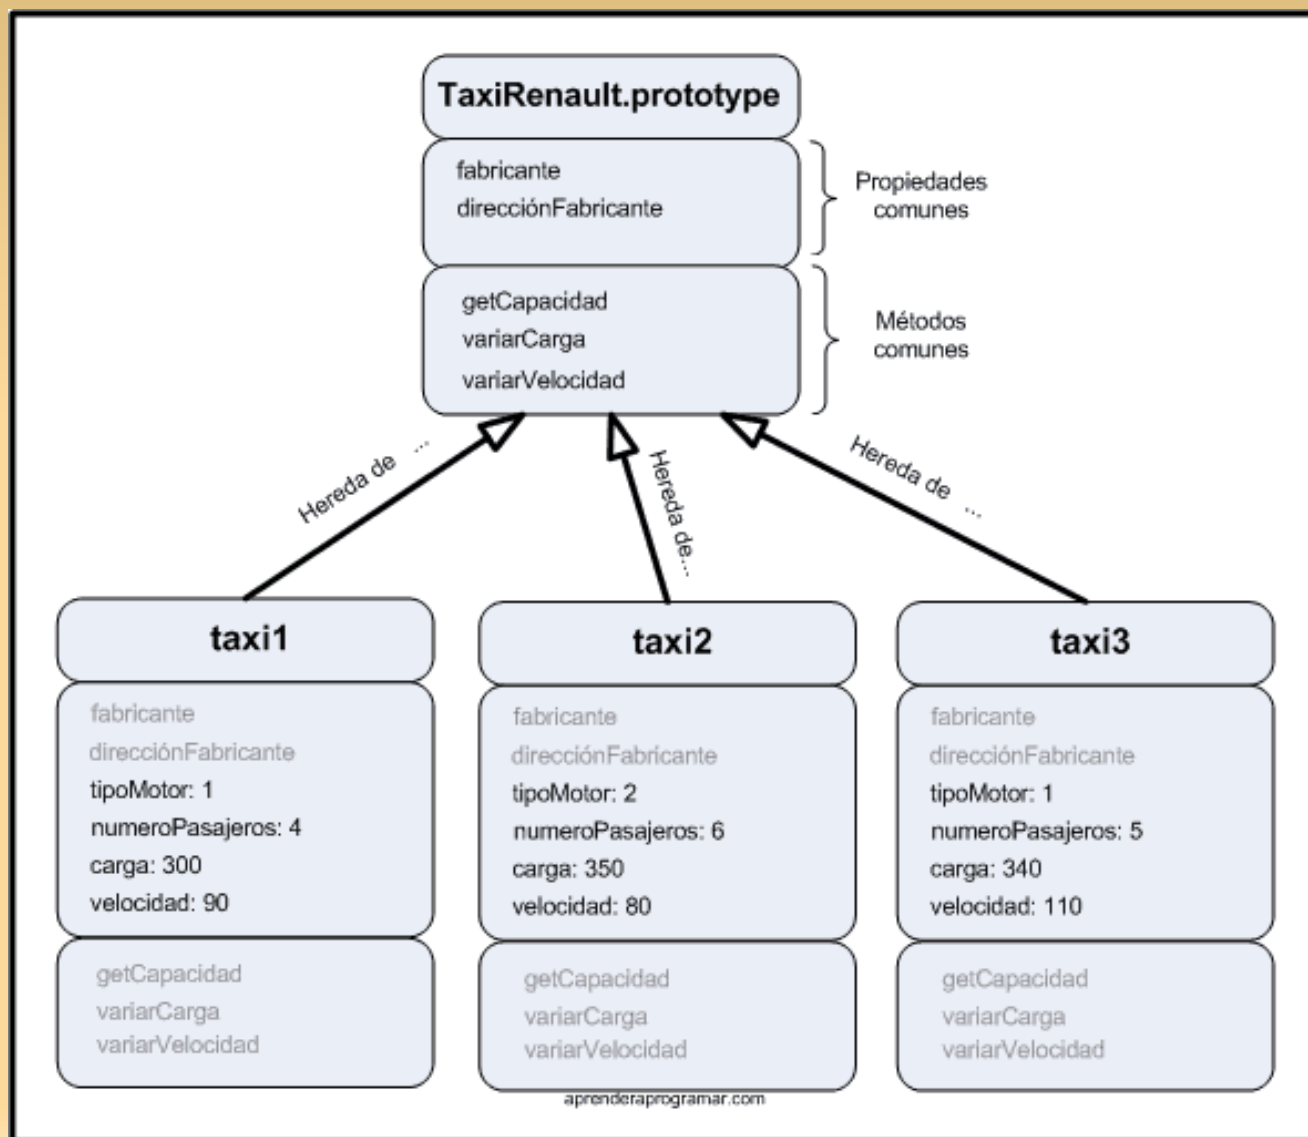 TaxiRenault.prototype
fabricante
direcciónFabricante
Propiedades
comunes
getCapacidad
variarCarga
variarVelocidad
Métodos
comunes
Hereda de ...
Hereda de...
Hereda de ...
taxi1
fabricante
direcciónFabricante
tipoMotor: 1
numeroPasajeros: 4
carga: 300
velocidad: 90
getCapacidad
variarCarga
variarVelocidad
taxi2
fabricante
direcciónFabricante
tipoMotor: 2
numeroPasajeros: 6
carga: 350
velocidad: 80
getCapacidad
variarCarga
variarVelocidad
taxi3
fabricante
direcciónFabricante
tipoMotor: 1
numeroPasajeros: 5
carga: 340
velocidad: 110
getCapacidad
variarCarga
variarVelocidad
aprenderaprogramar.com